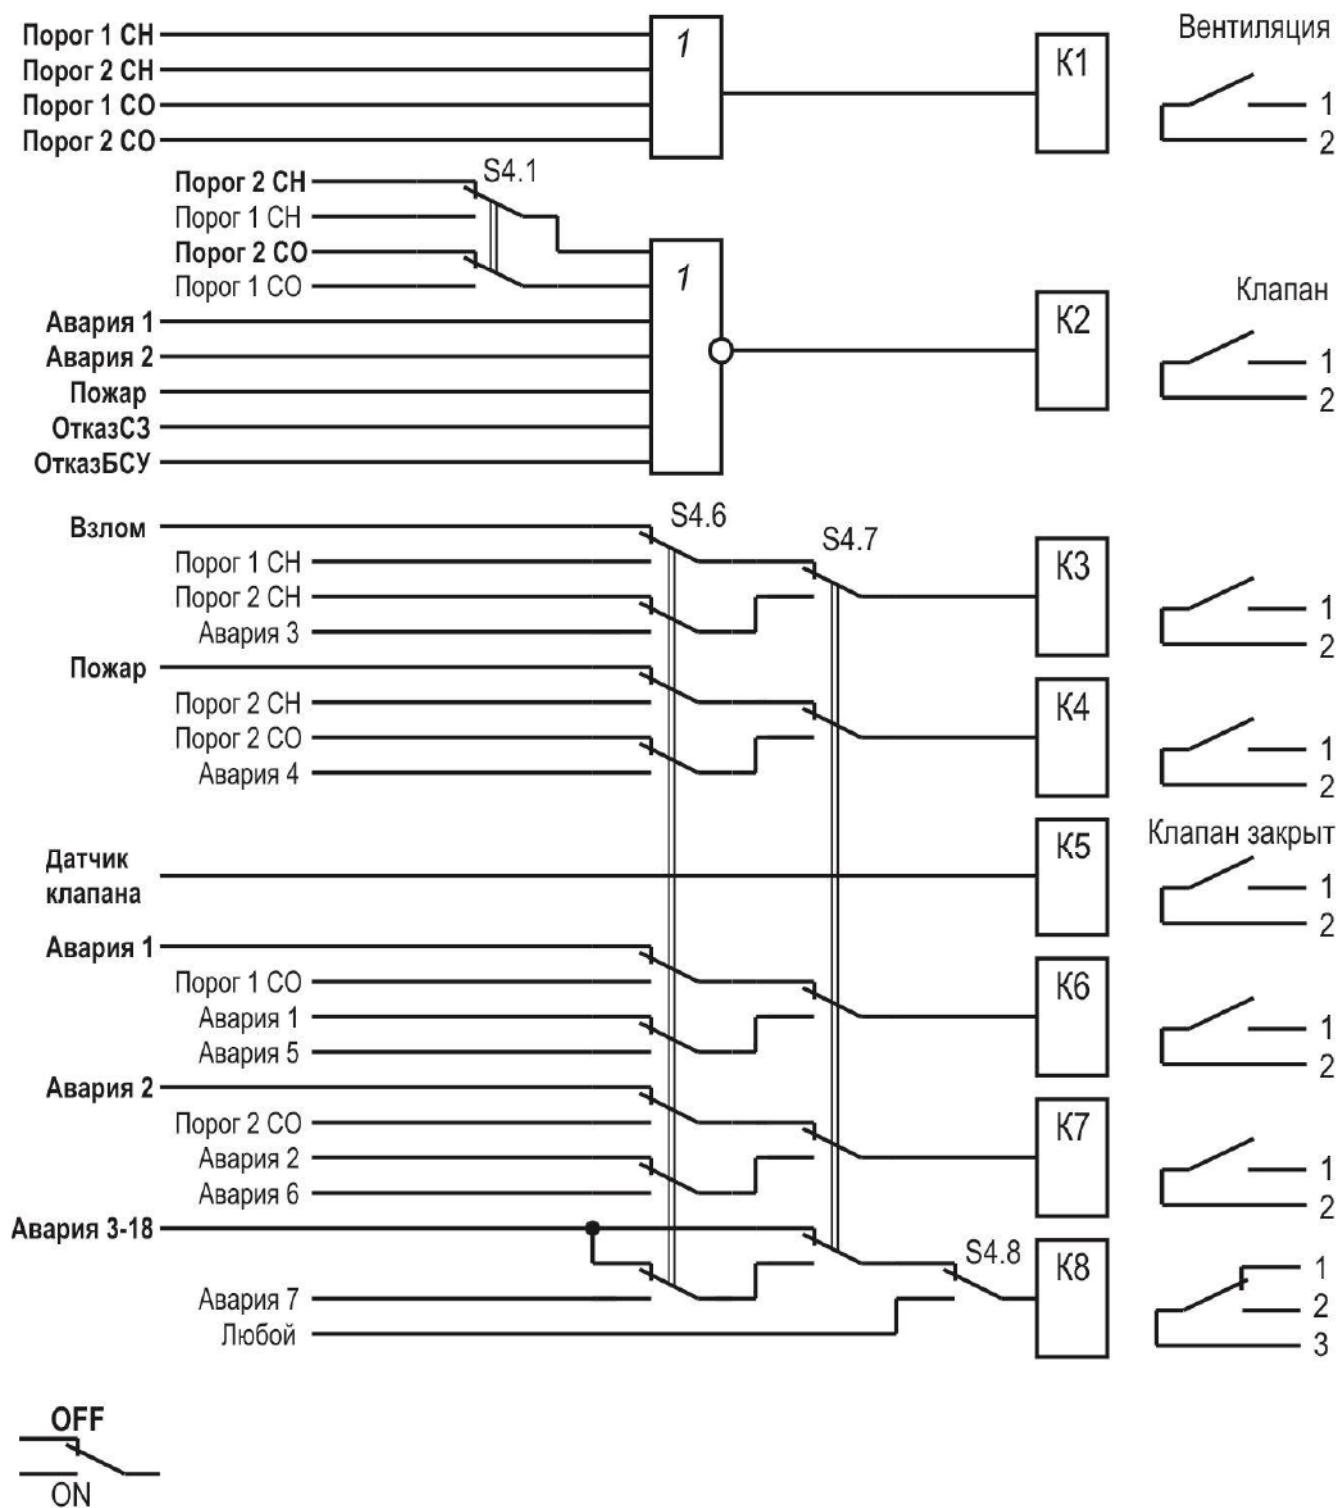 Вентиляция
Порог 1 СН
1
К1
Порог 2 СН
Порог 1 СО
1
Порог 2 СО
2
S4.1
Порог 2 СН
Порог 1 СН
Порог 2 СО
1
Порог 1 СО
Клапан
Авария 1
К2
Авария 2
1
Пожар
2
ОтказСЗ
ОтказБСУ
S4.6
Взлом
S4.7
Порог 1 СН
К3
Порог 2 СН
1
Авария 3
2
Пожар
Порог 2 СН
К4
Порог 2 СО
1
Авария 4
2
Клапан закрыт
К5
Датчик
клапана
1
2
Авария 1
Порог 1 СО
К6
Авария 1
1
Авария 5
2
Авария 2
Порог 2 СО
К7
Авария 2
1
Авария 6
2
Авария 3-18
S4.8
К8
1
Авария 7
2
Любой
3
OFF
ON